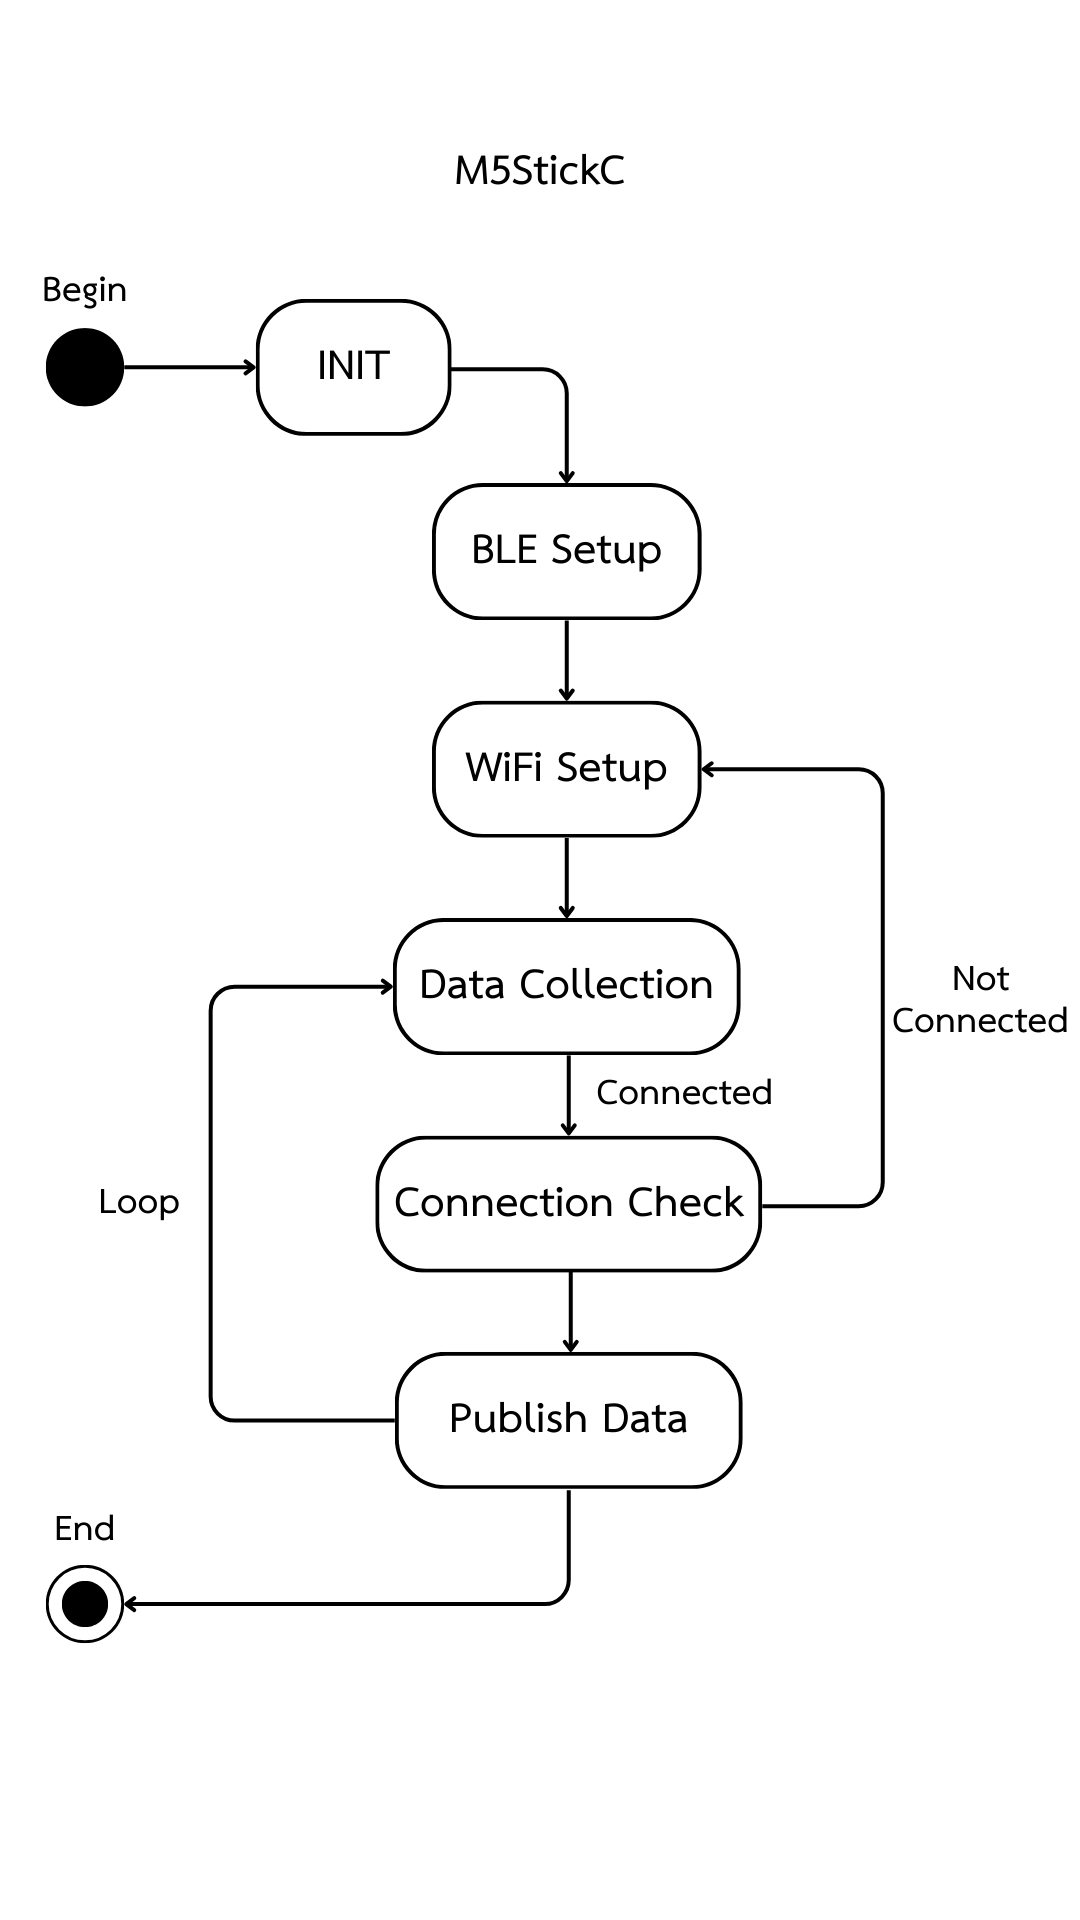 M5StickC
Begin
INIT
BLE Setup
WiFi Setup
Data Collection
Not
Connected
Connected
Loop
Connection Check
Publish Data
End